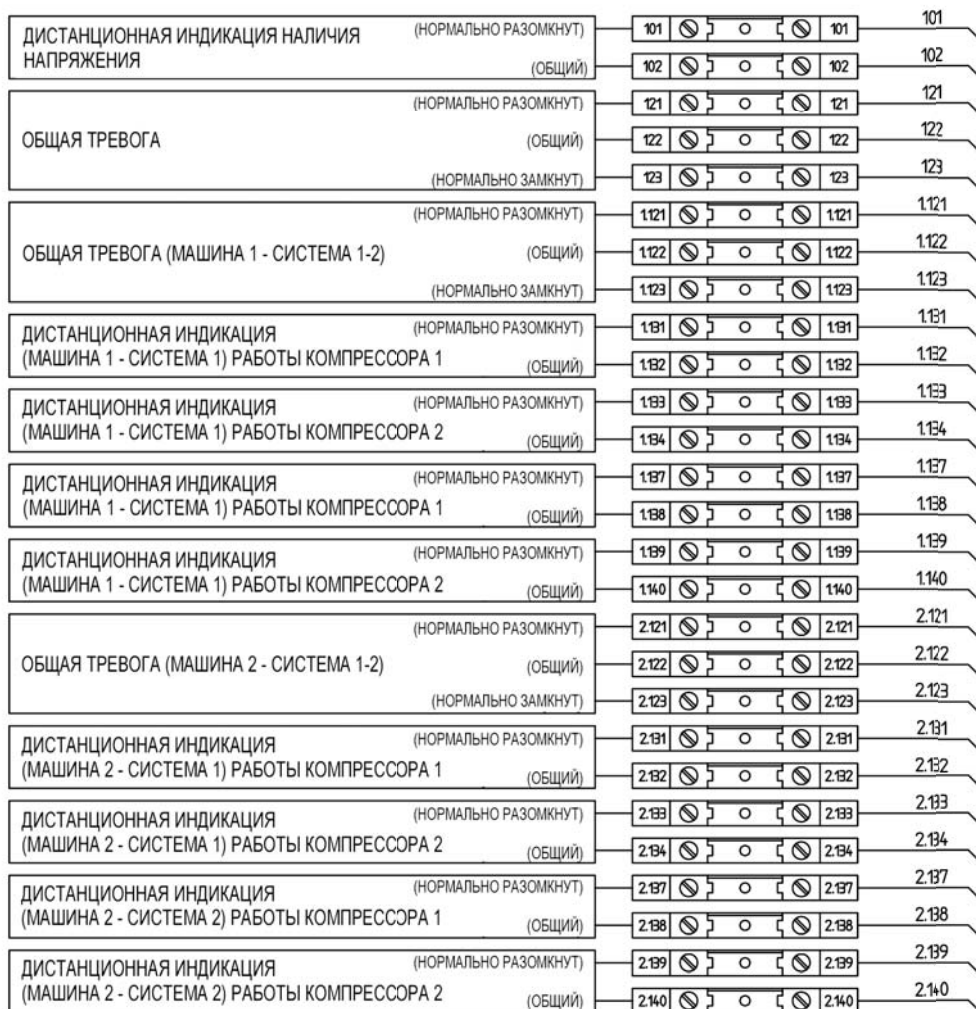 ДИСТАНЦИОННАЯ ИНДИКАЦИЯ НАЛИЧИЯ НАПРЯЖЕНИЯ
(НОРМАЛЬНО РАЗОМКНУТ) 101 101 101
(ОБЩИЙ) 102 102 102
ОБЩАЯ ТРЕВОГА
(НОРМАЛЬНО РАЗОМКНУТ) 121 121 121
(ОБЩИЙ) 122 122 122
(НОРМАЛЬНО ЗАМКНУТ) 123 123 123
ОБЩАЯ ТРЕВОГА (МАШИНА 1 - СИСТЕМА 1-2)
(НОРМАЛЬНО РАЗОМКНУТ) 1.121 1.121 1.121
(ОБЩИЙ) 1.122 1.122 1.122
(НОРМАЛЬНО ЗАМКНУТ) 1.123 1.123 1.123
ДИСТАНЦИОННАЯ ИНДИКАЦИЯ
(МАШИНА 1 - СИСТЕМА 1) РАБОТЫ КОМПРЕССОРА 1
(НОРМАЛЬНО РАЗОМКНУТ) 1.131 1.131 1.131
(ОБЩИЙ) 1.132 1.132 1.132
ДИСТАНЦИОННАЯ ИНДИКАЦИЯ
(МАШИНА 1 - СИСТЕМА 1) РАБОТЫ КОМПРЕССОРА 2
(НОРМАЛЬНО РАЗОМКНУТ) 1.133 1.133 1.133
(ОБЩИЙ) 1.134 1.134 1.134
ДИСТАНЦИОННАЯ ИНДИКАЦИЯ
(МАШИНА 1 - СИСТЕМА 1) РАБОТЫ КОМПРЕССОРА 1
(НОРМАЛЬНО РАЗОМКНУТ) 1.137 1.137 1.137
(ОБЩИЙ) 1.138 1.138 1.138
ДИСТАНЦИОННАЯ ИНДИКАЦИЯ
(МАШИНА 1 - СИСТЕМА 1) РАБОТЫ КОМПРЕССОРА 2
(НОРМАЛЬНО РАЗОМКНУТ) 1.139 1.139 1.139
(ОБЩИЙ) 1.140 1.140 1.140
ОБЩАЯ ТРЕВОГА (МАШИНА 2 - СИСТЕМА 1-2)
(НОРМАЛЬНО РАЗОМКНУТ) 2.121 2.121 2.121
(ОБЩИЙ) 2.122 2.122 2.122
(НОРМАЛЬНО ЗАМКНУТ) 2.123 2.123 2.123
ДИСТАНЦИОННАЯ ИНДИКАЦИЯ
(МАШИНА 2 - СИСТЕМА 1) РАБОТЫ КОМПРЕССОРА 1
(НОРМАЛЬНО РАЗОМКНУТ) 2.131 2.131 2.131
(ОБЩИЙ) 2.132 2.132 2.132
ДИСТАНЦИОННАЯ ИНДИКАЦИЯ
(МАШИНА 2 - СИСТЕМА 1) РАБОТЫ КОМПРЕССОРА 2
(НОРМАЛЬНО РАЗОМКНУТ) 2.133 2.133 2.133
(ОБЩИЙ) 2.134 2.134 2.134
ДИСТАНЦИОННАЯ ИНДИКАЦИЯ
(МАШИНА 2 - СИСТЕМА 2) РАБОТЫ КОМПРЕССОРА 1
(НОРМАЛЬНО РАЗОМКНУТ) 2.137 2.137 2.137
(ОБЩИЙ) 2.138 2.138 2.138
ДИСТАНЦИОННАЯ ИНДИКАЦИЯ
(МАШИНА 2 - СИСТЕМА 2) РАБОТЫ КОМПРЕССОРА 2
(НОРМАЛЬНО РАЗОМКНУТ) 2.139 2.139 2.139
(ОБЩИЙ) 2.140 2.140 2.140